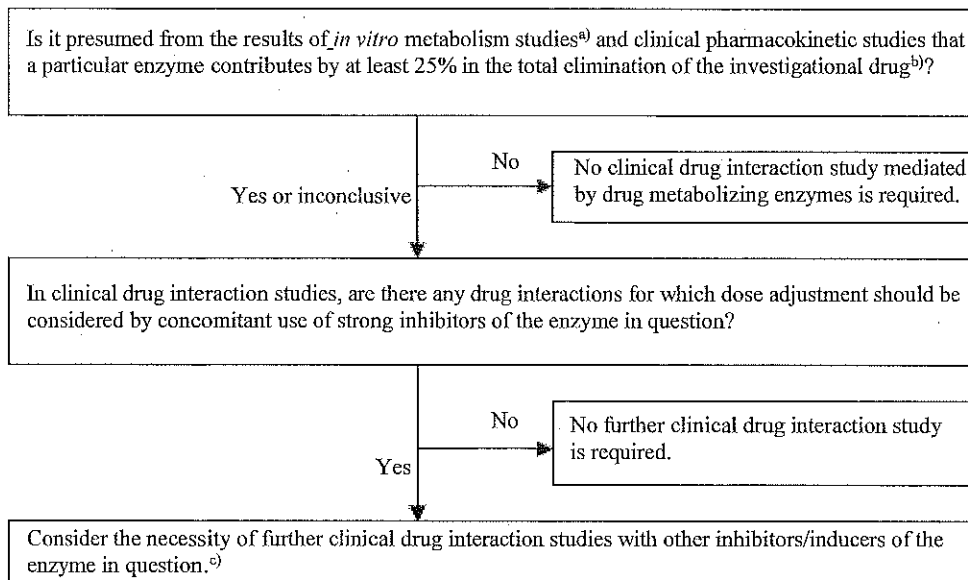 Is it presumed from the results of in vitro metabolism studiesa) and clinical pharmacokinetic studies that
a particular enzyme contributes by at least 25% in the total elimination of the investigational drugb)?
No
No clinical drug interaction study mediated
by drug metabolizing enzymes is required.
Yes or inconclusive
In clinical drug interaction studies, are there any drug interactions for which dose adjustment should be
considered by concomitant use of strong inhibitors of the enzyme in question?
No
No further clinical drug interaction study
is required.
Yes
Consider the necessity of further clinical drug interaction studies with other inhibitors/inducers of the
enzyme in question.c)